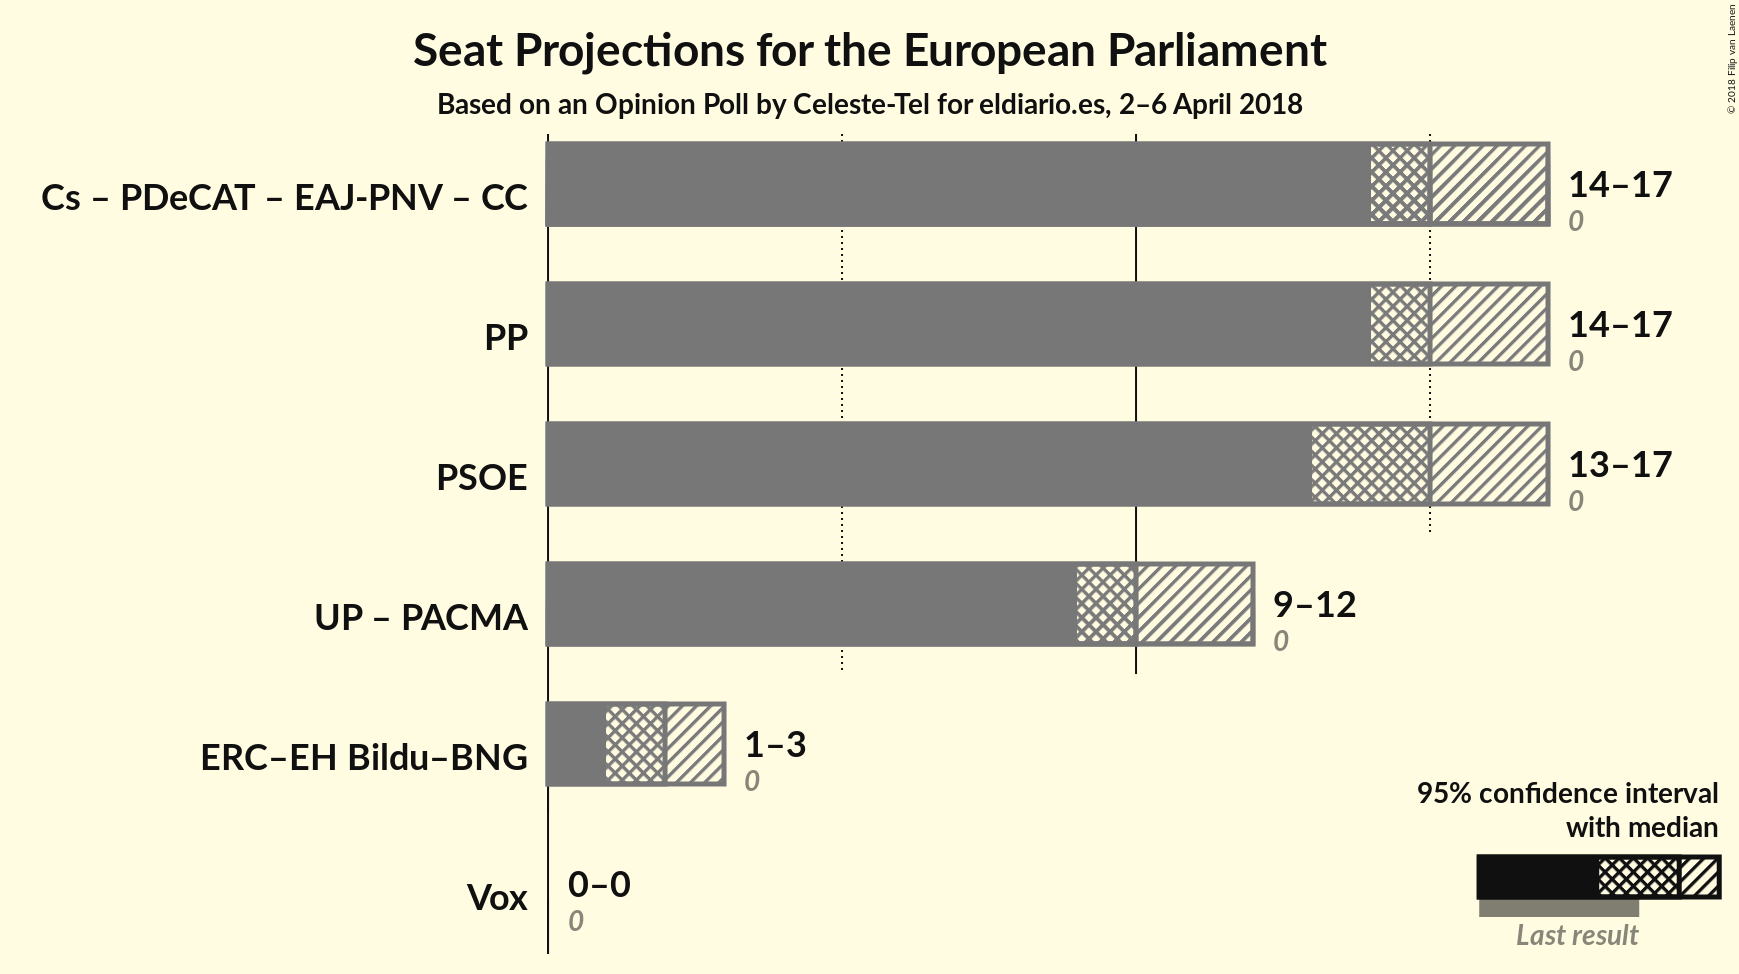 Seat Projections for the European Parliament
Based on an Opinion Poll by Celeste-Tel for eldiario.es, 2–6 April 2018
© 2018 Filip van Laenen
Cs – PDeCAT – EAJ-PNV – CC
14–17
0
PP
14–17
0
PSOE
13–17
0
UP – PACMA
9–12
0
ERC–EH Bildu–BNG
1–3
0
Vox
0–0
0
95% confidence interval
with median
Last result